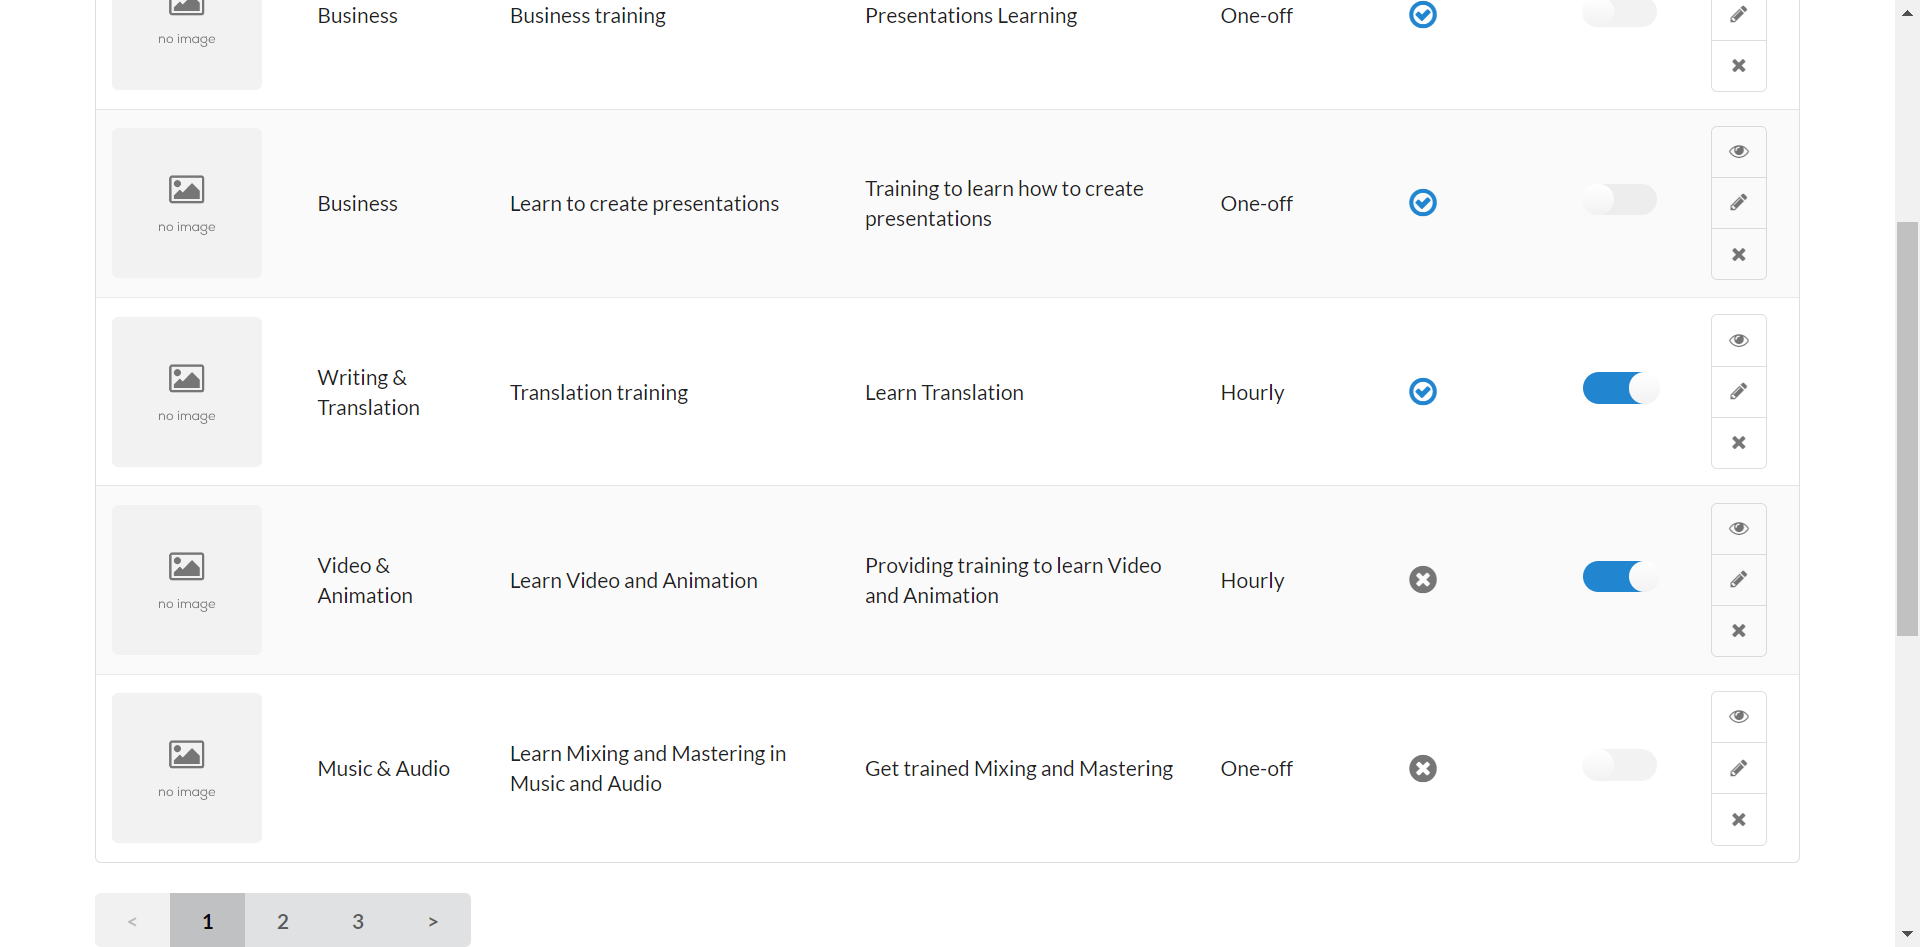 no image
Business
Business training
Presentations Learning
One-off
no image
Business
Learn to create presentations
Training to learn how to create
presentations
One-off
no image
Writing &
Translation
Translation training
Learn Translation
Hourly
no image
Video &
Animation
Learn Video and Animation
Providing training to learn Video
and Animation
Hourly
no image
Music & Audio
Learn Mixing and Mastering in
Music and Audio
Get trained Mixing and Mastering
One-off
< 1 2 3 >